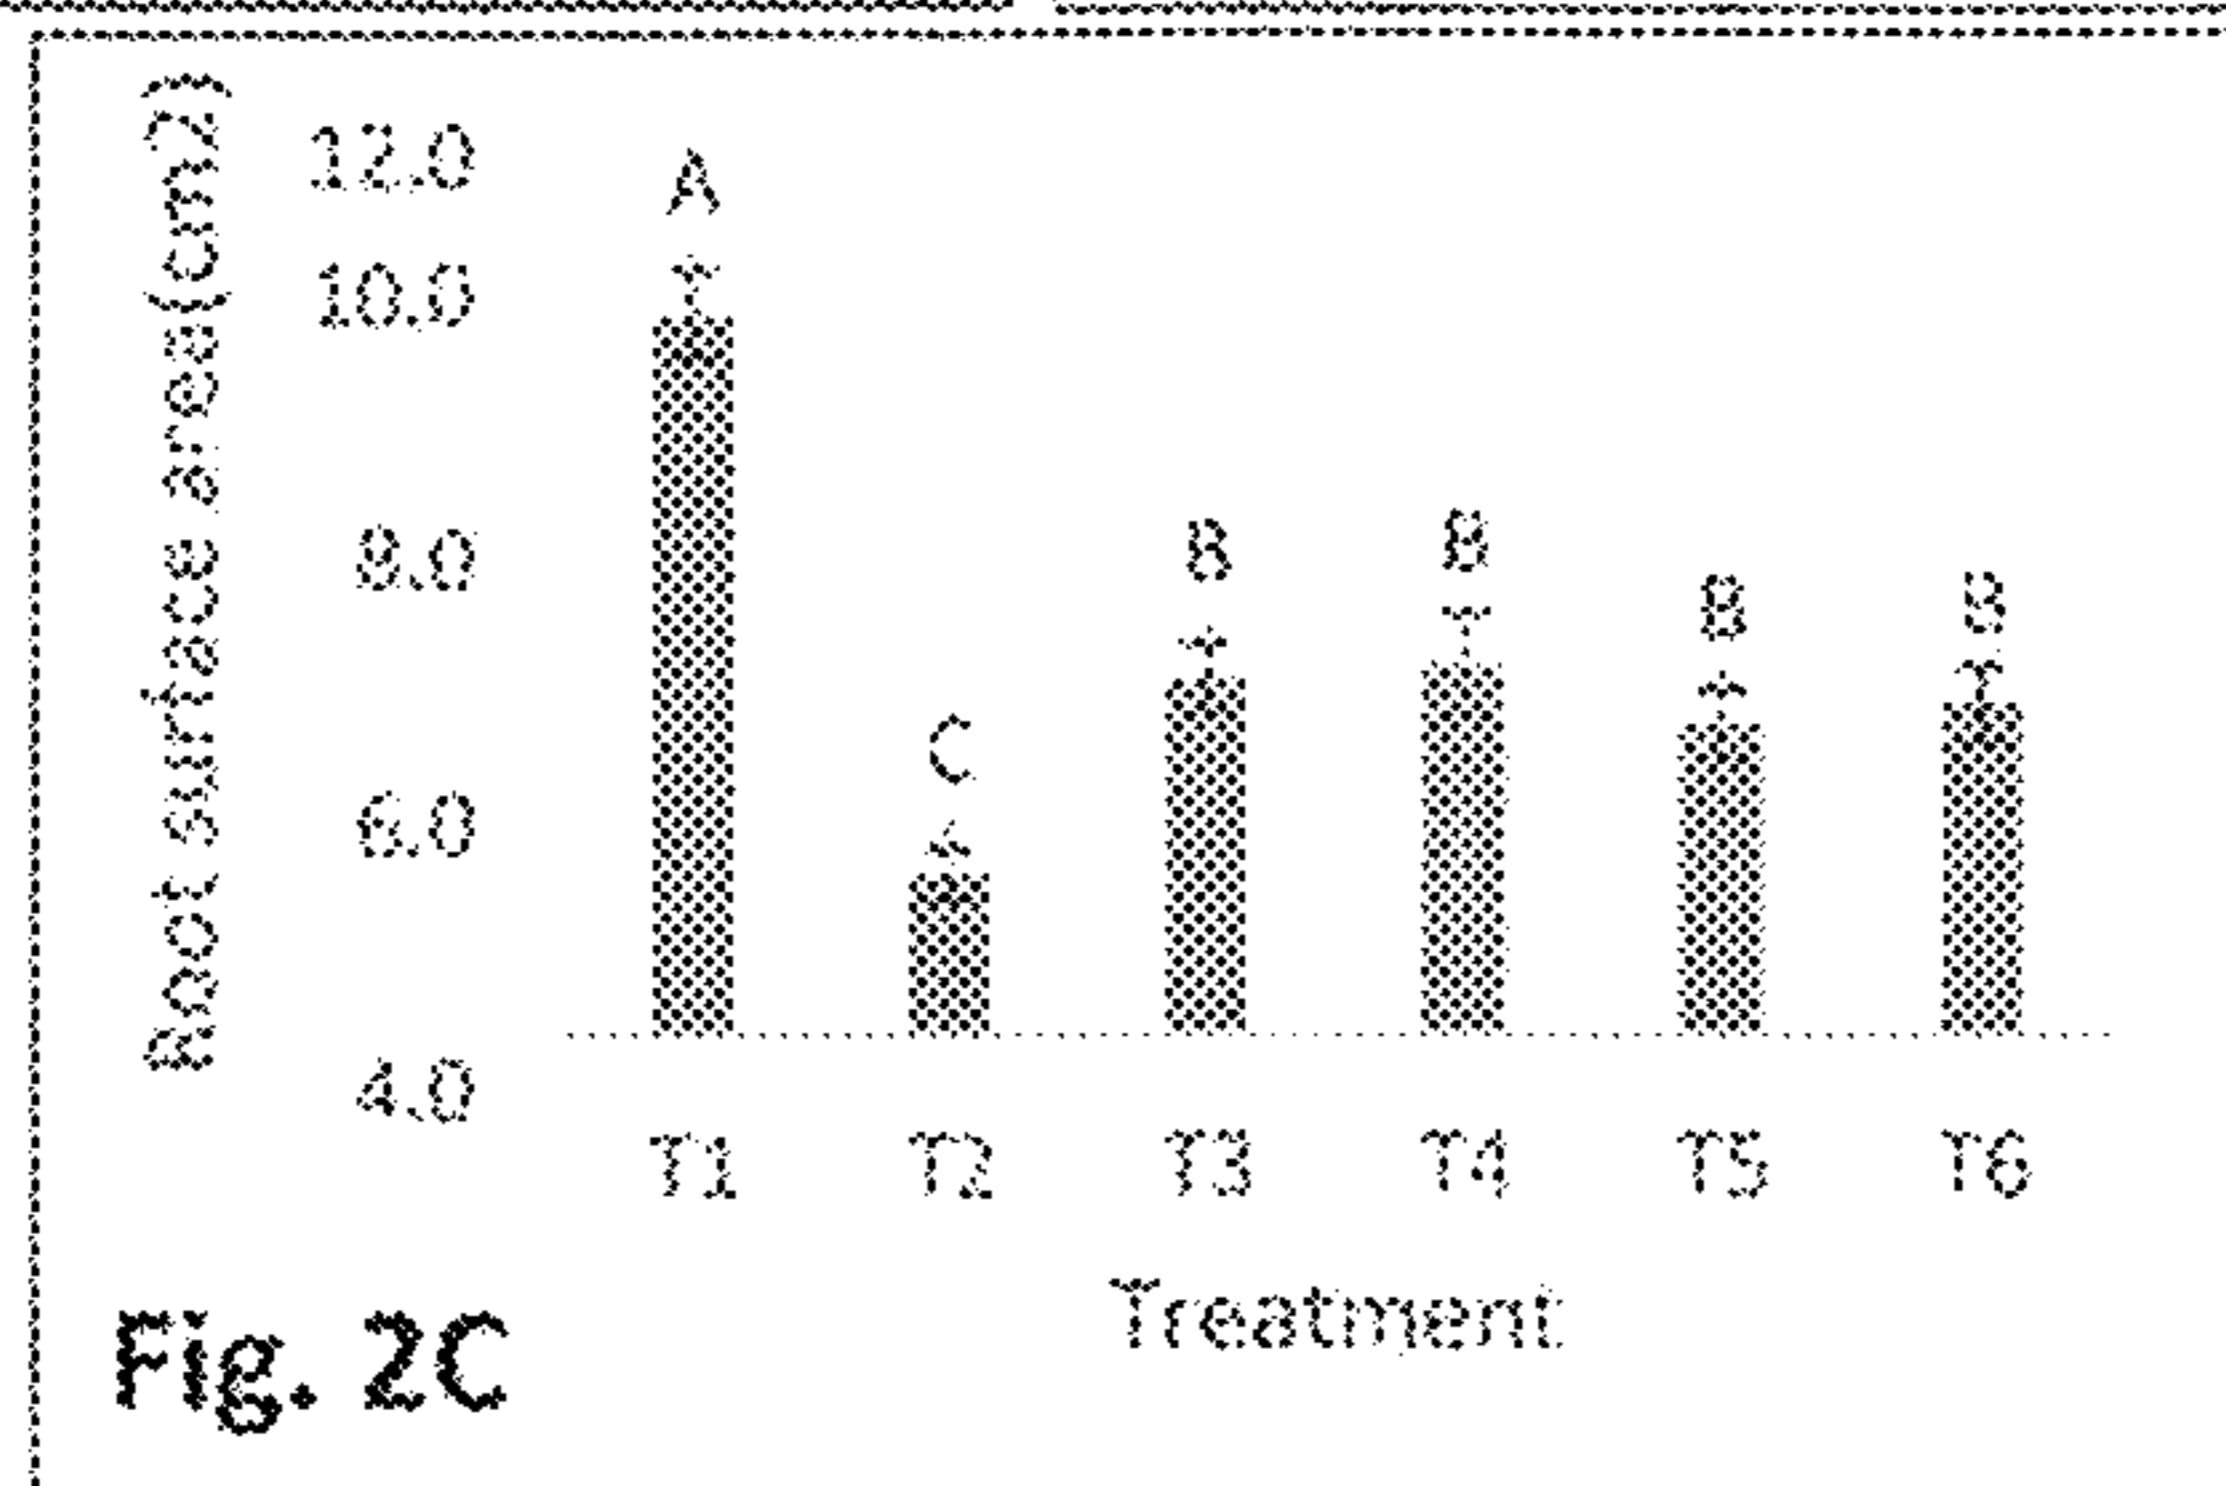 Root surface area(cm2)
12.0
10.0
8.0
6.0
4.0
A
C
B
B
B
B
T1 T2 T3 T4 T5 T6
Treatment
Fig. 2C